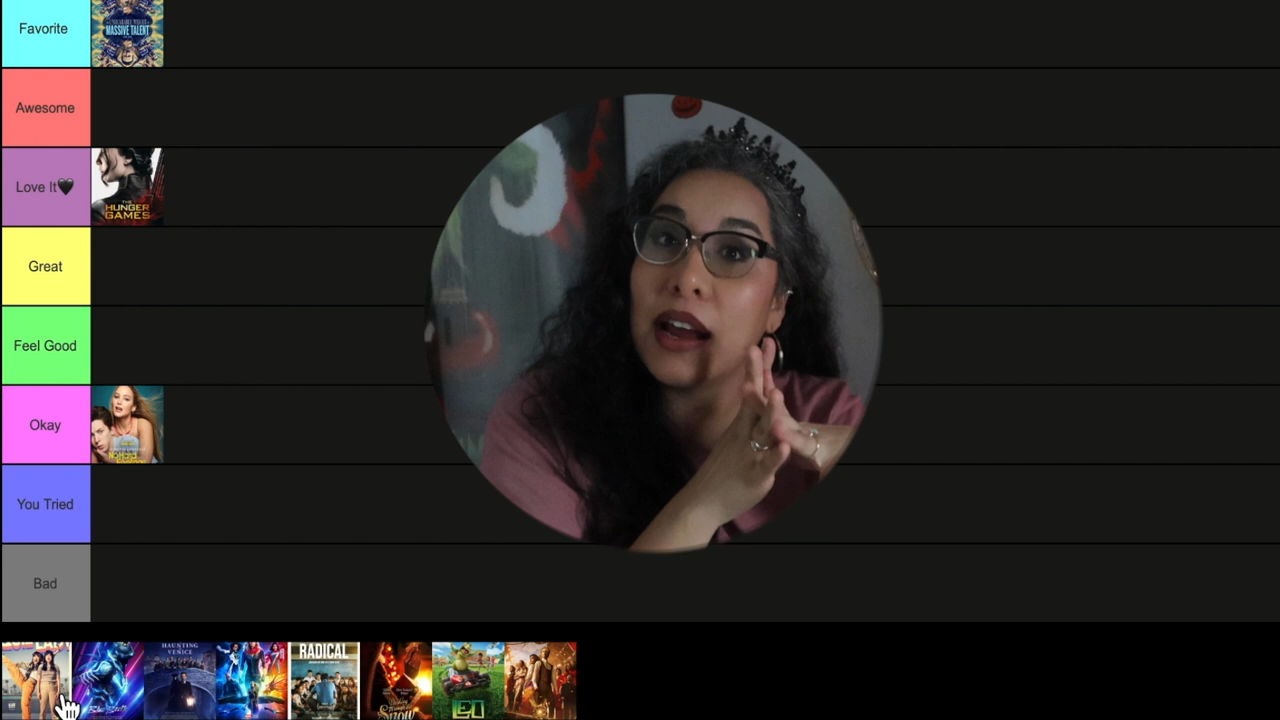 Favorite
MASSIVE TALENT
Awesome
Love It🖤
THE
HUNGER
GAMES
Great
Feel Good
Okay
You Tried
Bad
HAUNTING
VENICE
RADICAL